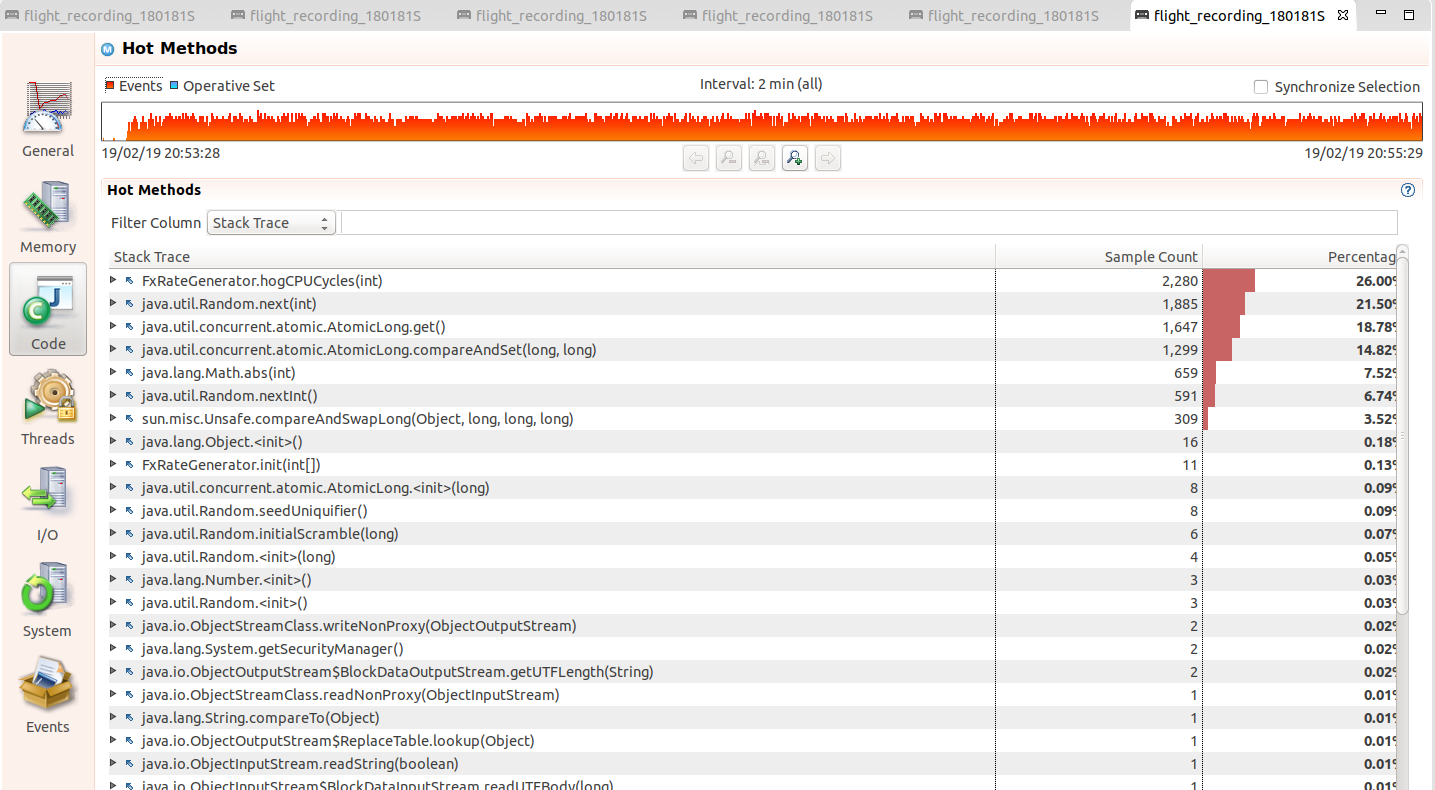 flight_recording_180181S flight_recording_180181S flight_recording_180181S flight_recording_180181S flight_recording_180181S flight_recording_180181S
Hot Methods
Events Operative Set Interval: 2 min (all) Synchronize Selection
19/02/19 20:53:28 19/02/19 20:55:29
General
Memory
Code
Threads
I/O
System
Events
Hot Methods
Filter Column Stack Trace
Stack Trace Sample Count Percentag
FxRateGenerator.hogCPUCycles(int) 2,280 26.00%
java.util.Random.next(int) 1,885 21.50%
java.util.concurrent.atomic.AtomicLong.get() 1,647 18.78%
java.util.concurrent.atomic.AtomicLong.compareAndSet(long, long) 1,299 14.82%
java.lang.Math.abs(int) 659 7.52%
java.util.Random.nextInt() 591 6.74%
sun.misc.Unsafe.compareAndSwapLong(Object, long, long, long) 309 3.52%
java.lang.Object.<init>() 16 0.18%
FxRateGenerator.init(int[]) 11 0.13%
java.util.concurrent.atomic.AtomicLong.<init>(long) 8 0.09%
java.util.Random.seedUniquifier() 8 0.09%
java.util.Random.initialScramble(long) 6 0.07%
java.util.Random.<init>(long) 4 0.05%
java.lang.Number.<init>() 3 0.03%
java.util.Random.<init>() 3 0.03%
java.io.ObjectStreamClass.writeNonProxy(ObjectOutputStream) 2 0.02%
java.lang.System.getSecurityManager() 2 0.02%
java.io.ObjectOutputStream$BlockDataOutputStream.getUTFLength(String) 2 0.02%
java.io.ObjectStreamClass.readNonProxy(ObjectInputStream) 1 0.01%
java.lang.String.compareTo(Object) 1 0.01%
java.io.ObjectOutputStream$ReplaceTable.lookup(Object) 1 0.01%
java.io.ObjectInputStream.readString(boolean) 1 0.01%
java.io.ObjectInputStream$BlockDataInputStream.readUTFBody(long) 1 0.01%